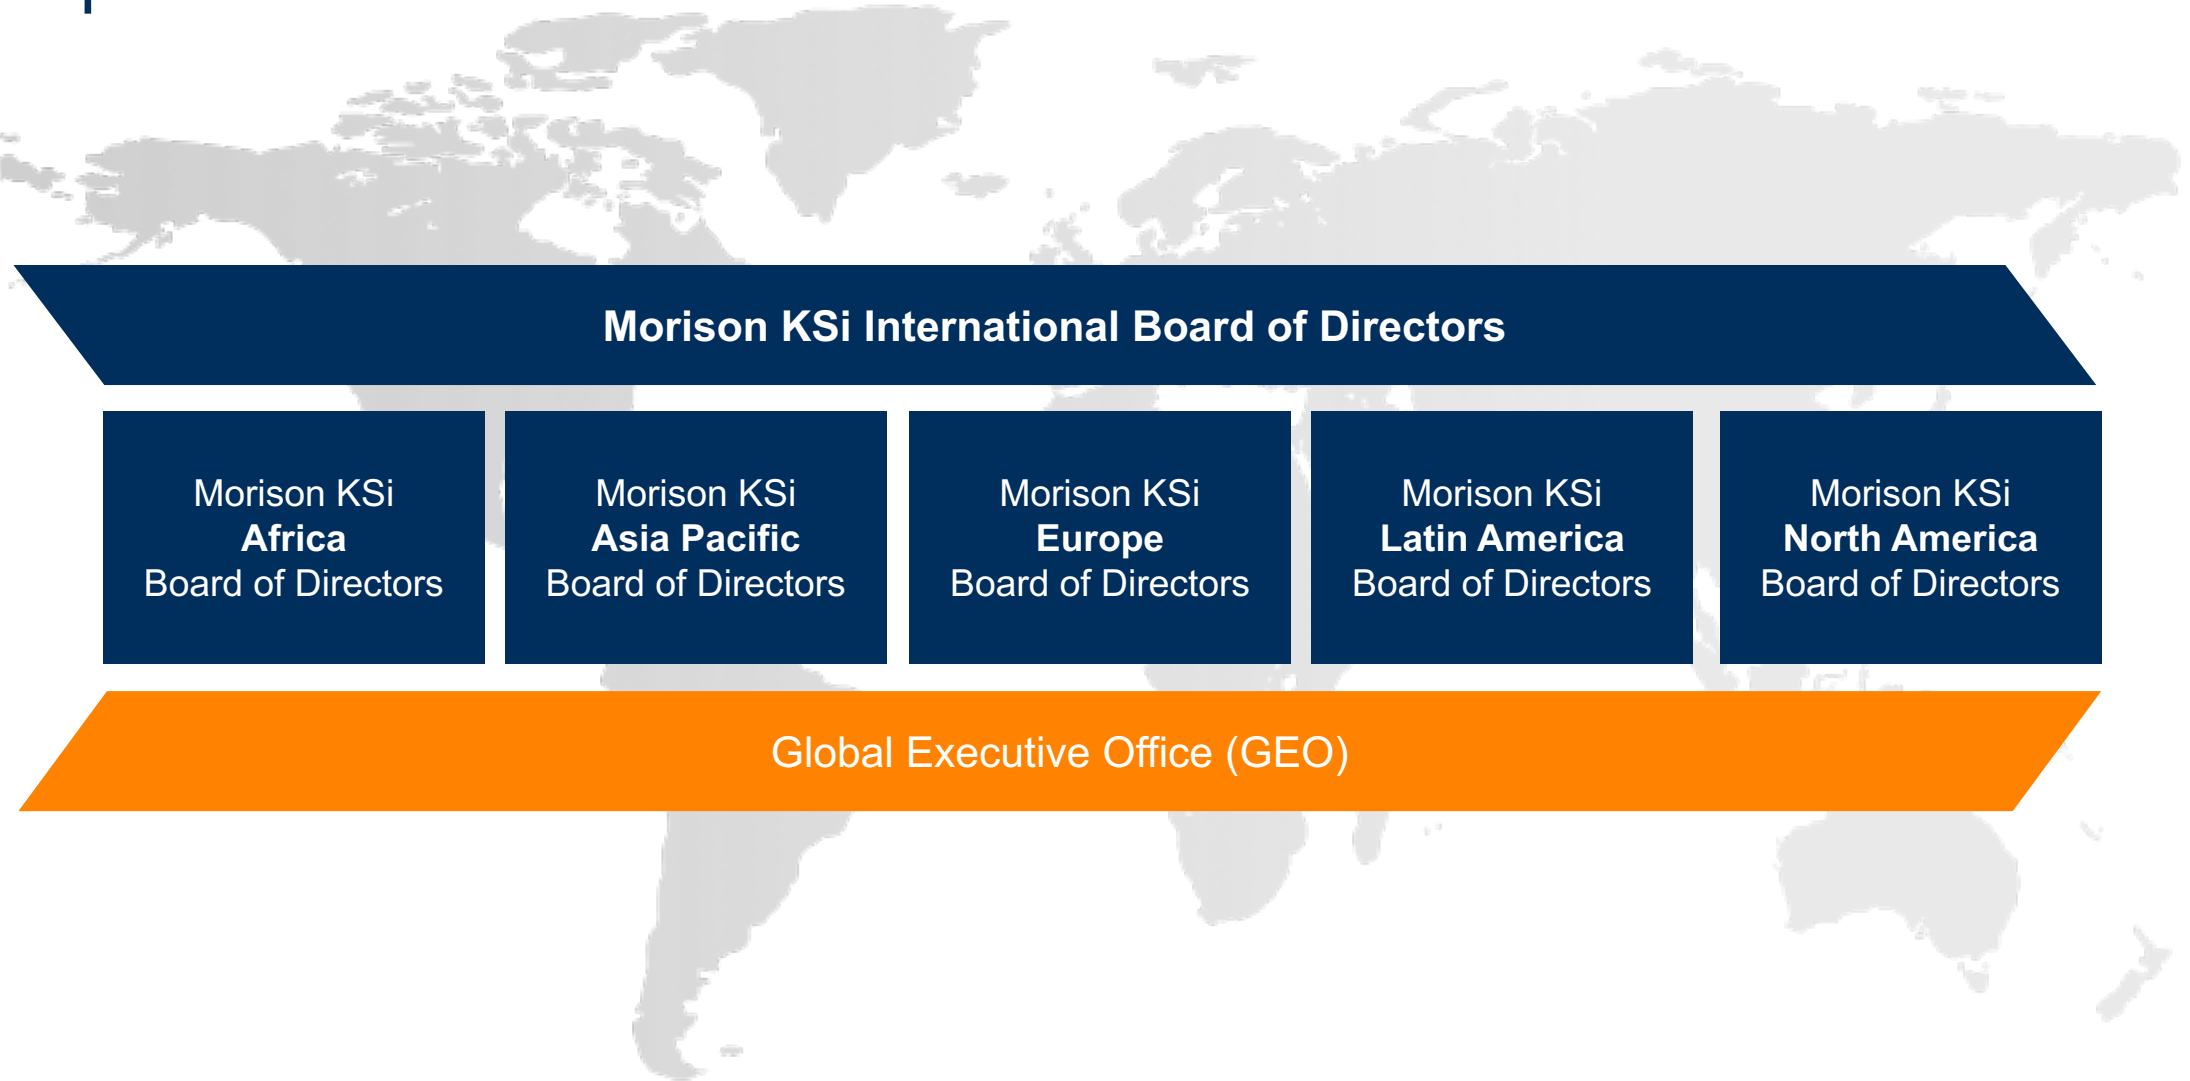 Morison KSi International Board of Directors
Morison KSi
Africa
Board of Directors
Morison KSi
Asia Pacific
Board of Directors
Morison KSi
Europe
Board of Directors
Morison KSi
Latin America
Board of Directors
Morison KSi
North America
Board of Directors
Global Executive Office (GEO)